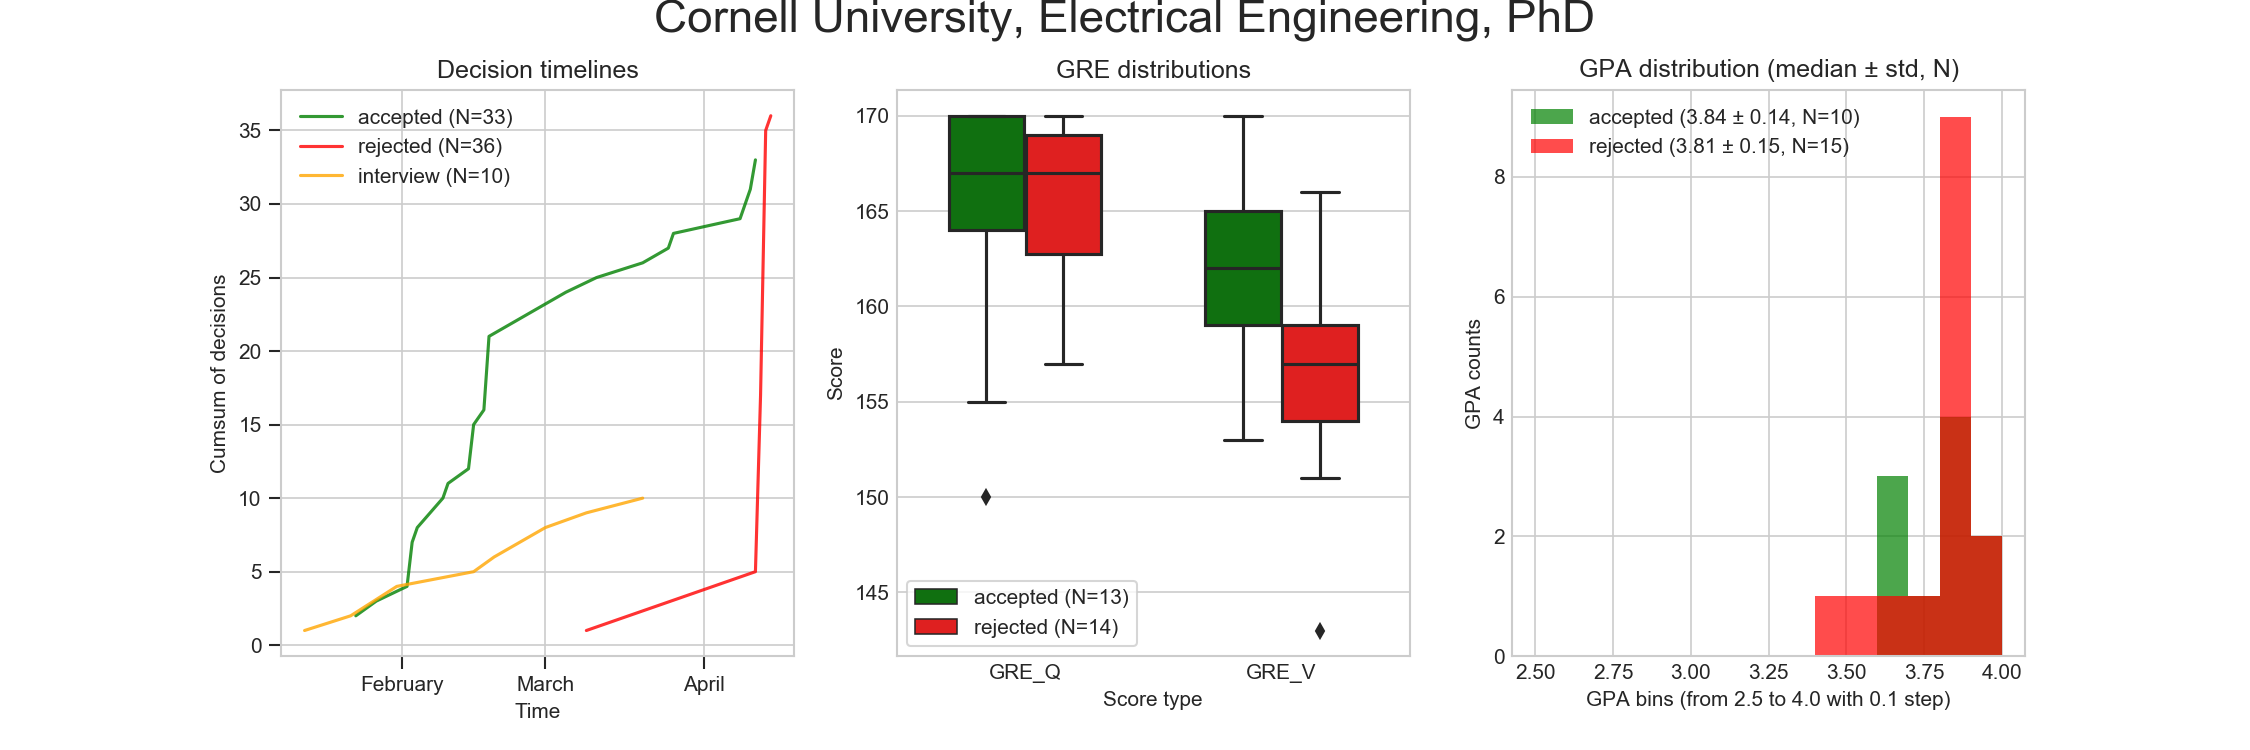 Cornell University, Electrical Engineering, PhD
Decision timelines
accepted (N=33)
rejected (N=36)
interview (N=10)
Cumsum of decisions
35
30
25
20
15
10
5
0
February
March
April
Time
GRE distributions
Score
170
165
160
155
150
145
accepted (N=13)
rejected (N=14)
GRE_Q
GRE_V
Score type
GPA distribution (median ± std, N)
accepted (3.84 ± 0.14, N=10)
rejected (3.81 ± 0.15, N=15)
GPA counts
8
6
4
2
0
2.50
2.75
3.00
3.25
3.50
3.75
4.00
GPA bins (from 2.5 to 4.0 with 0.1 step)